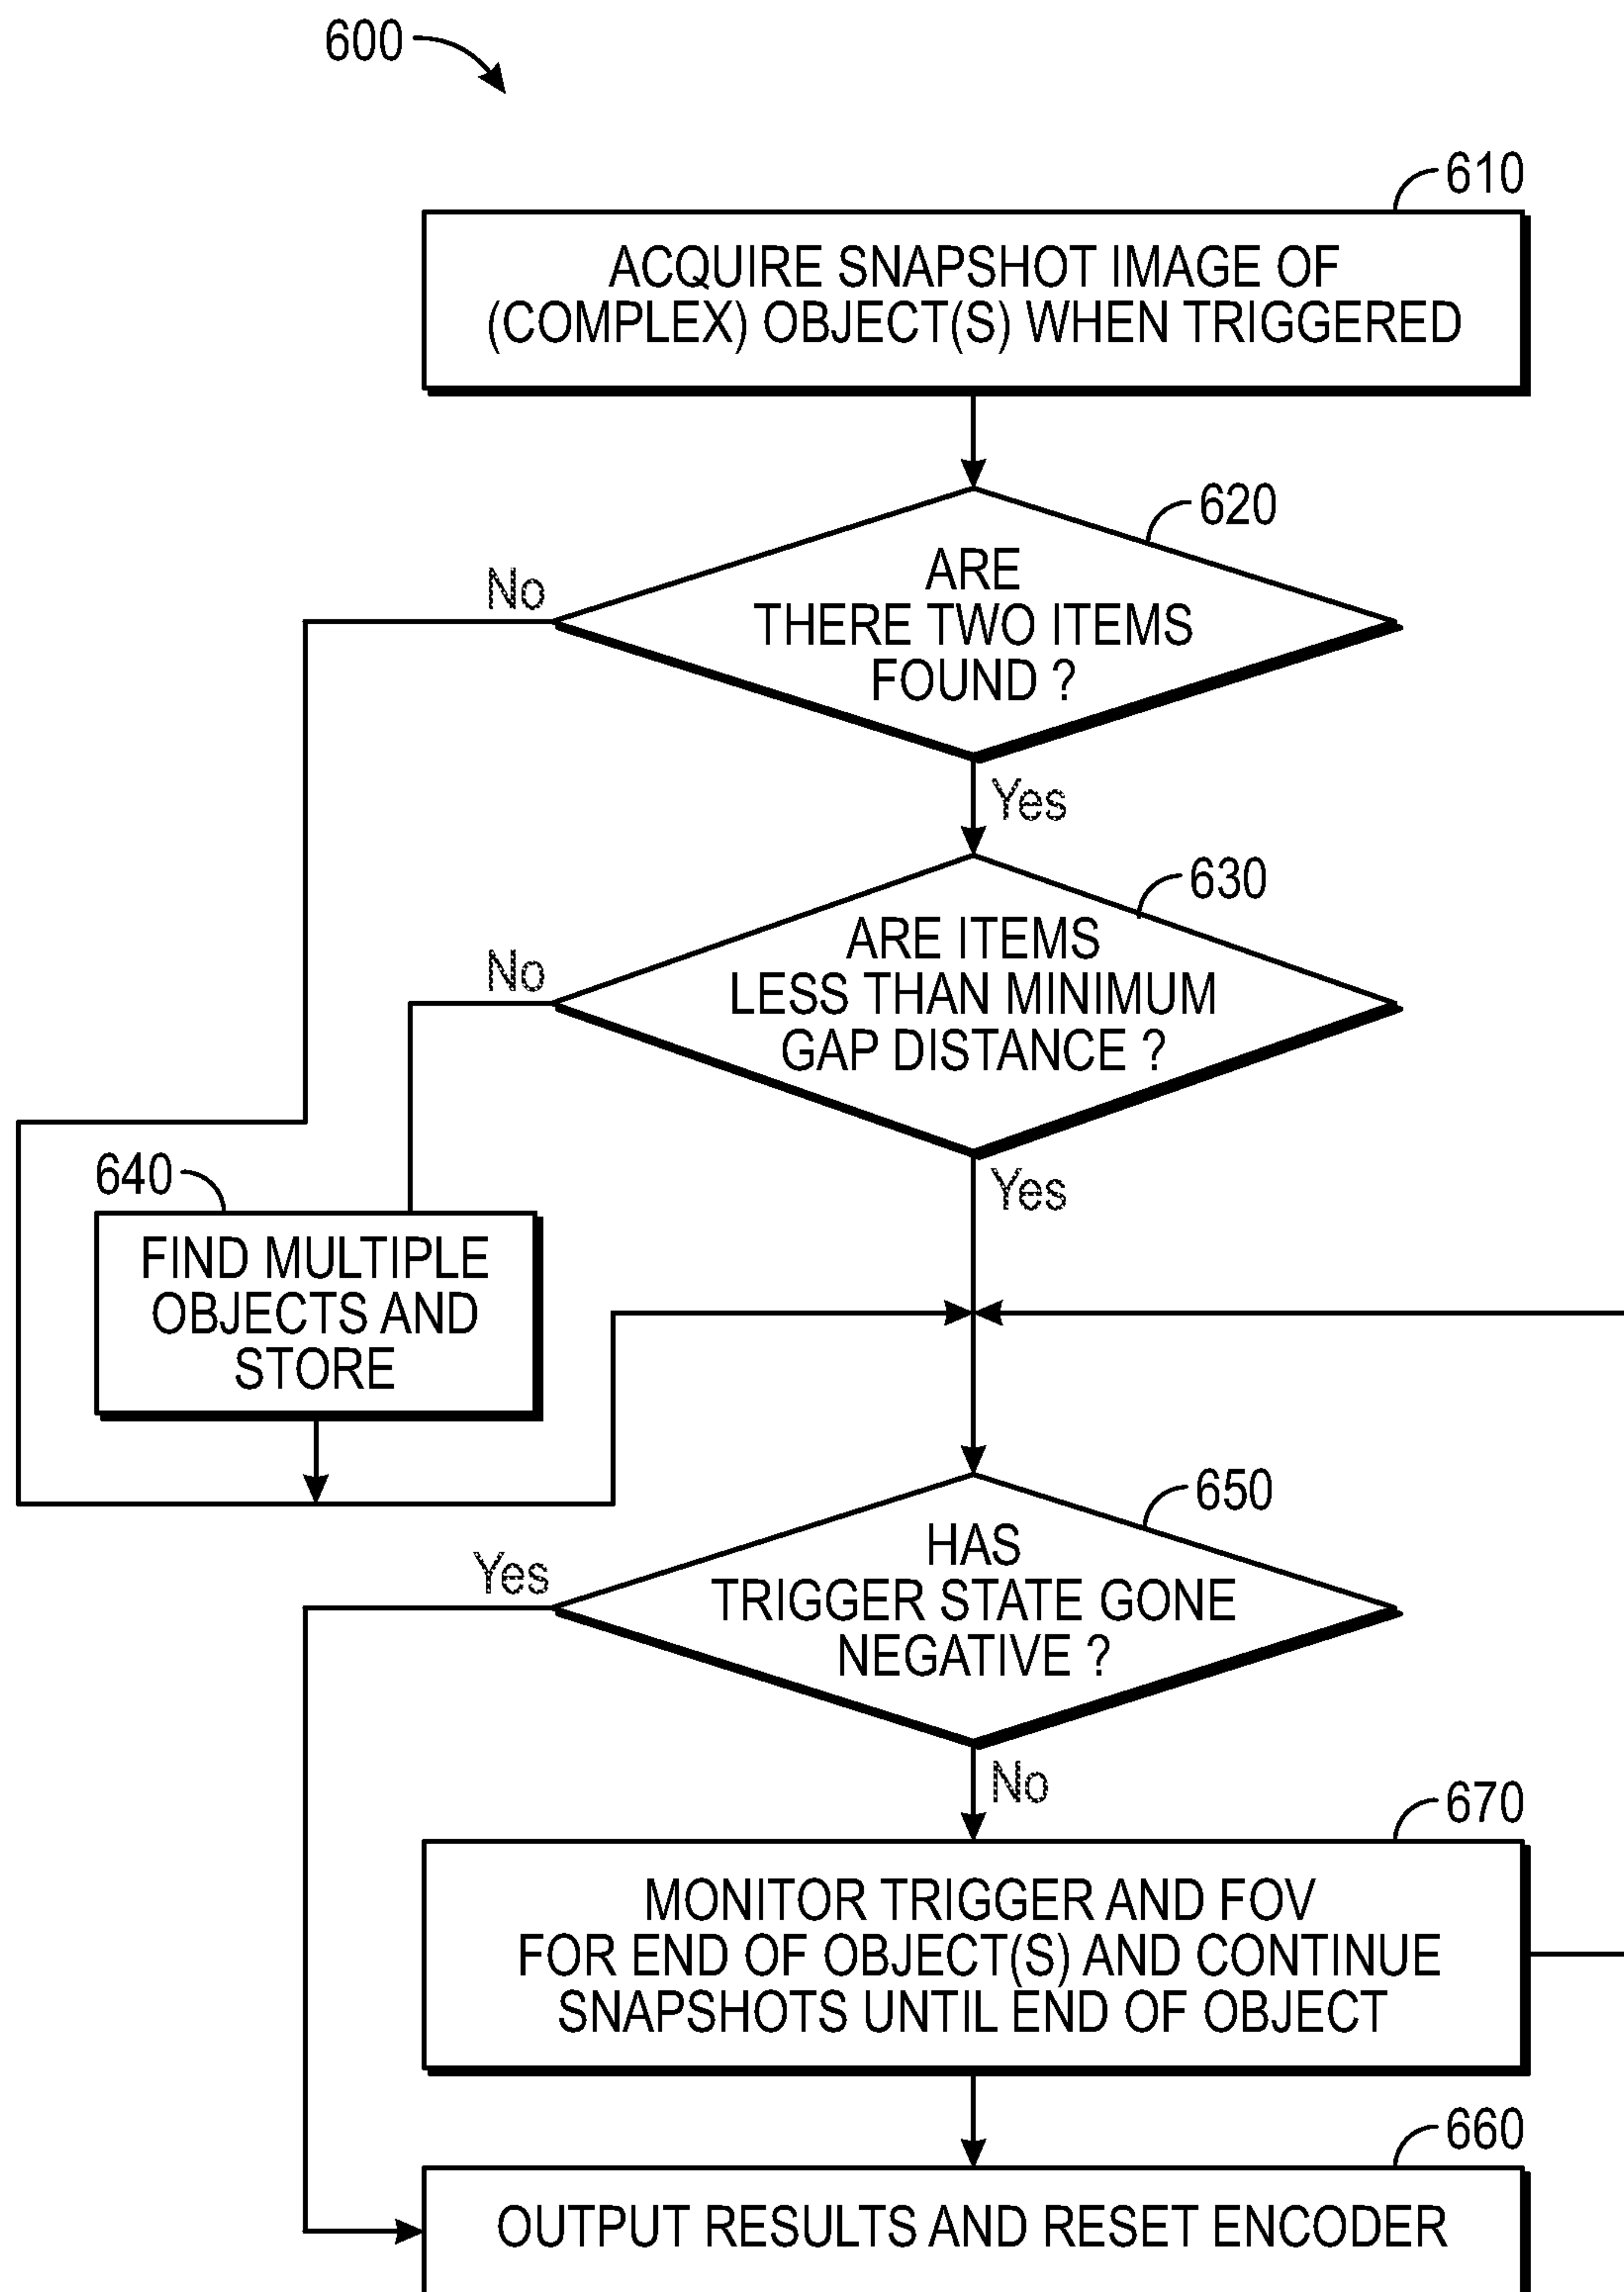 600
610
ACQUIRE SNAPSHOT IMAGE OF
(COMPLEX) OBJECT(S) WHEN TRIGGERED
620
No
ARE
THERE TWO ITEMS
FOUND ?
Yes
630
No
ARE ITEMS
LESS THAN MINIMUM
GAP DISTANCE ?
Yes
640
FIND MULTIPLE
OBJECTS AND
STORE
650
Yes
HAS
TRIGGER STATE GONE
NEGATIVE ?
No
670
MONITOR TRIGGER AND FOV
FOR END OF OBJECT(S) AND CONTINUE
SNAPSHOTS UNTIL END OF OBJECT
660
OUTPUT RESULTS AND RESET ENCODER